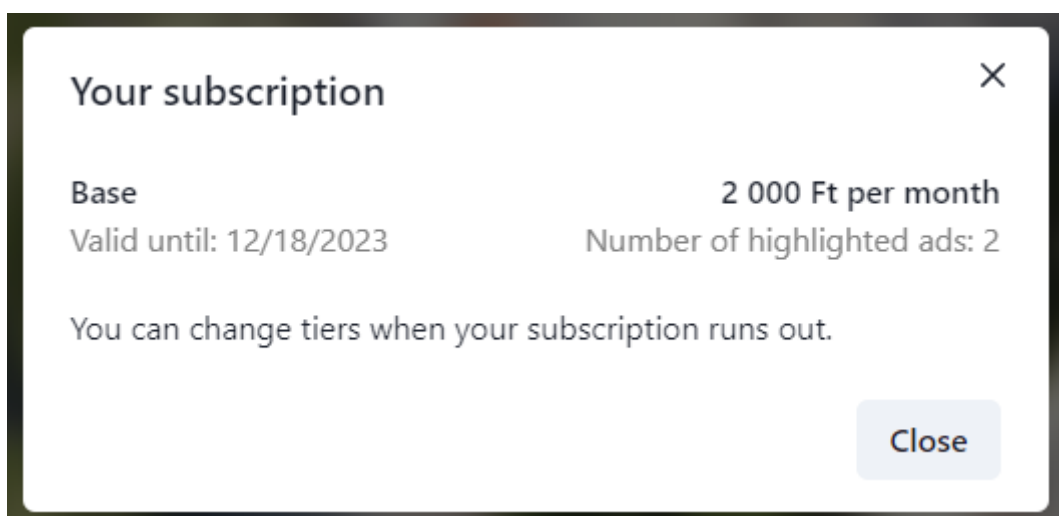 Your subscription
Base
2 000 Ft per month
Valid until: 12/18/2023
Number of highlighted ads: 2
You can change tiers when your subscription runs out.
Close